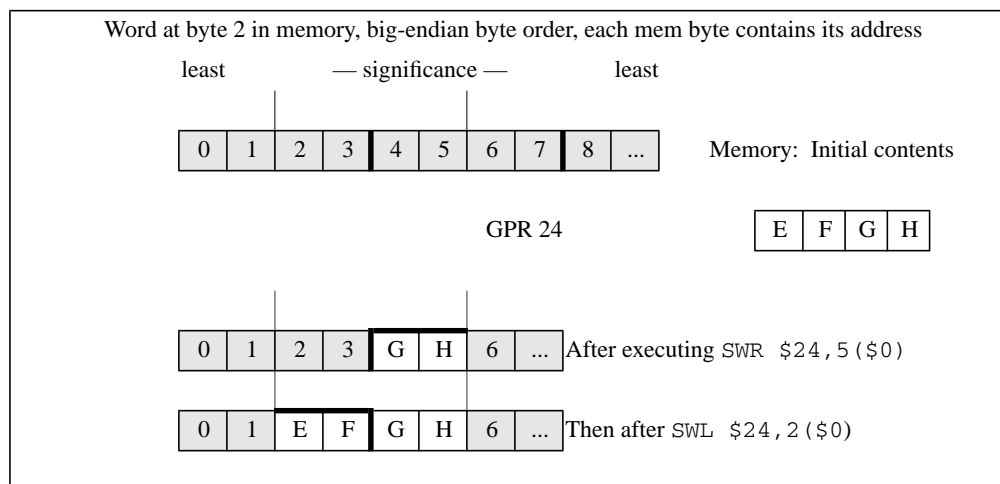 Word at byte 2 in memory, big-endian byte order, each mem byte contains its address
least — significance — least
0 1 2 3 4 5 6 7 8 ... Memory: Initial contents
GPR 24 E F G H
0 1 2 3 G H 6 ... After executing SWR $24,5($0)
0 1 E F G H 6 ... Then after SWL $24,2($0)